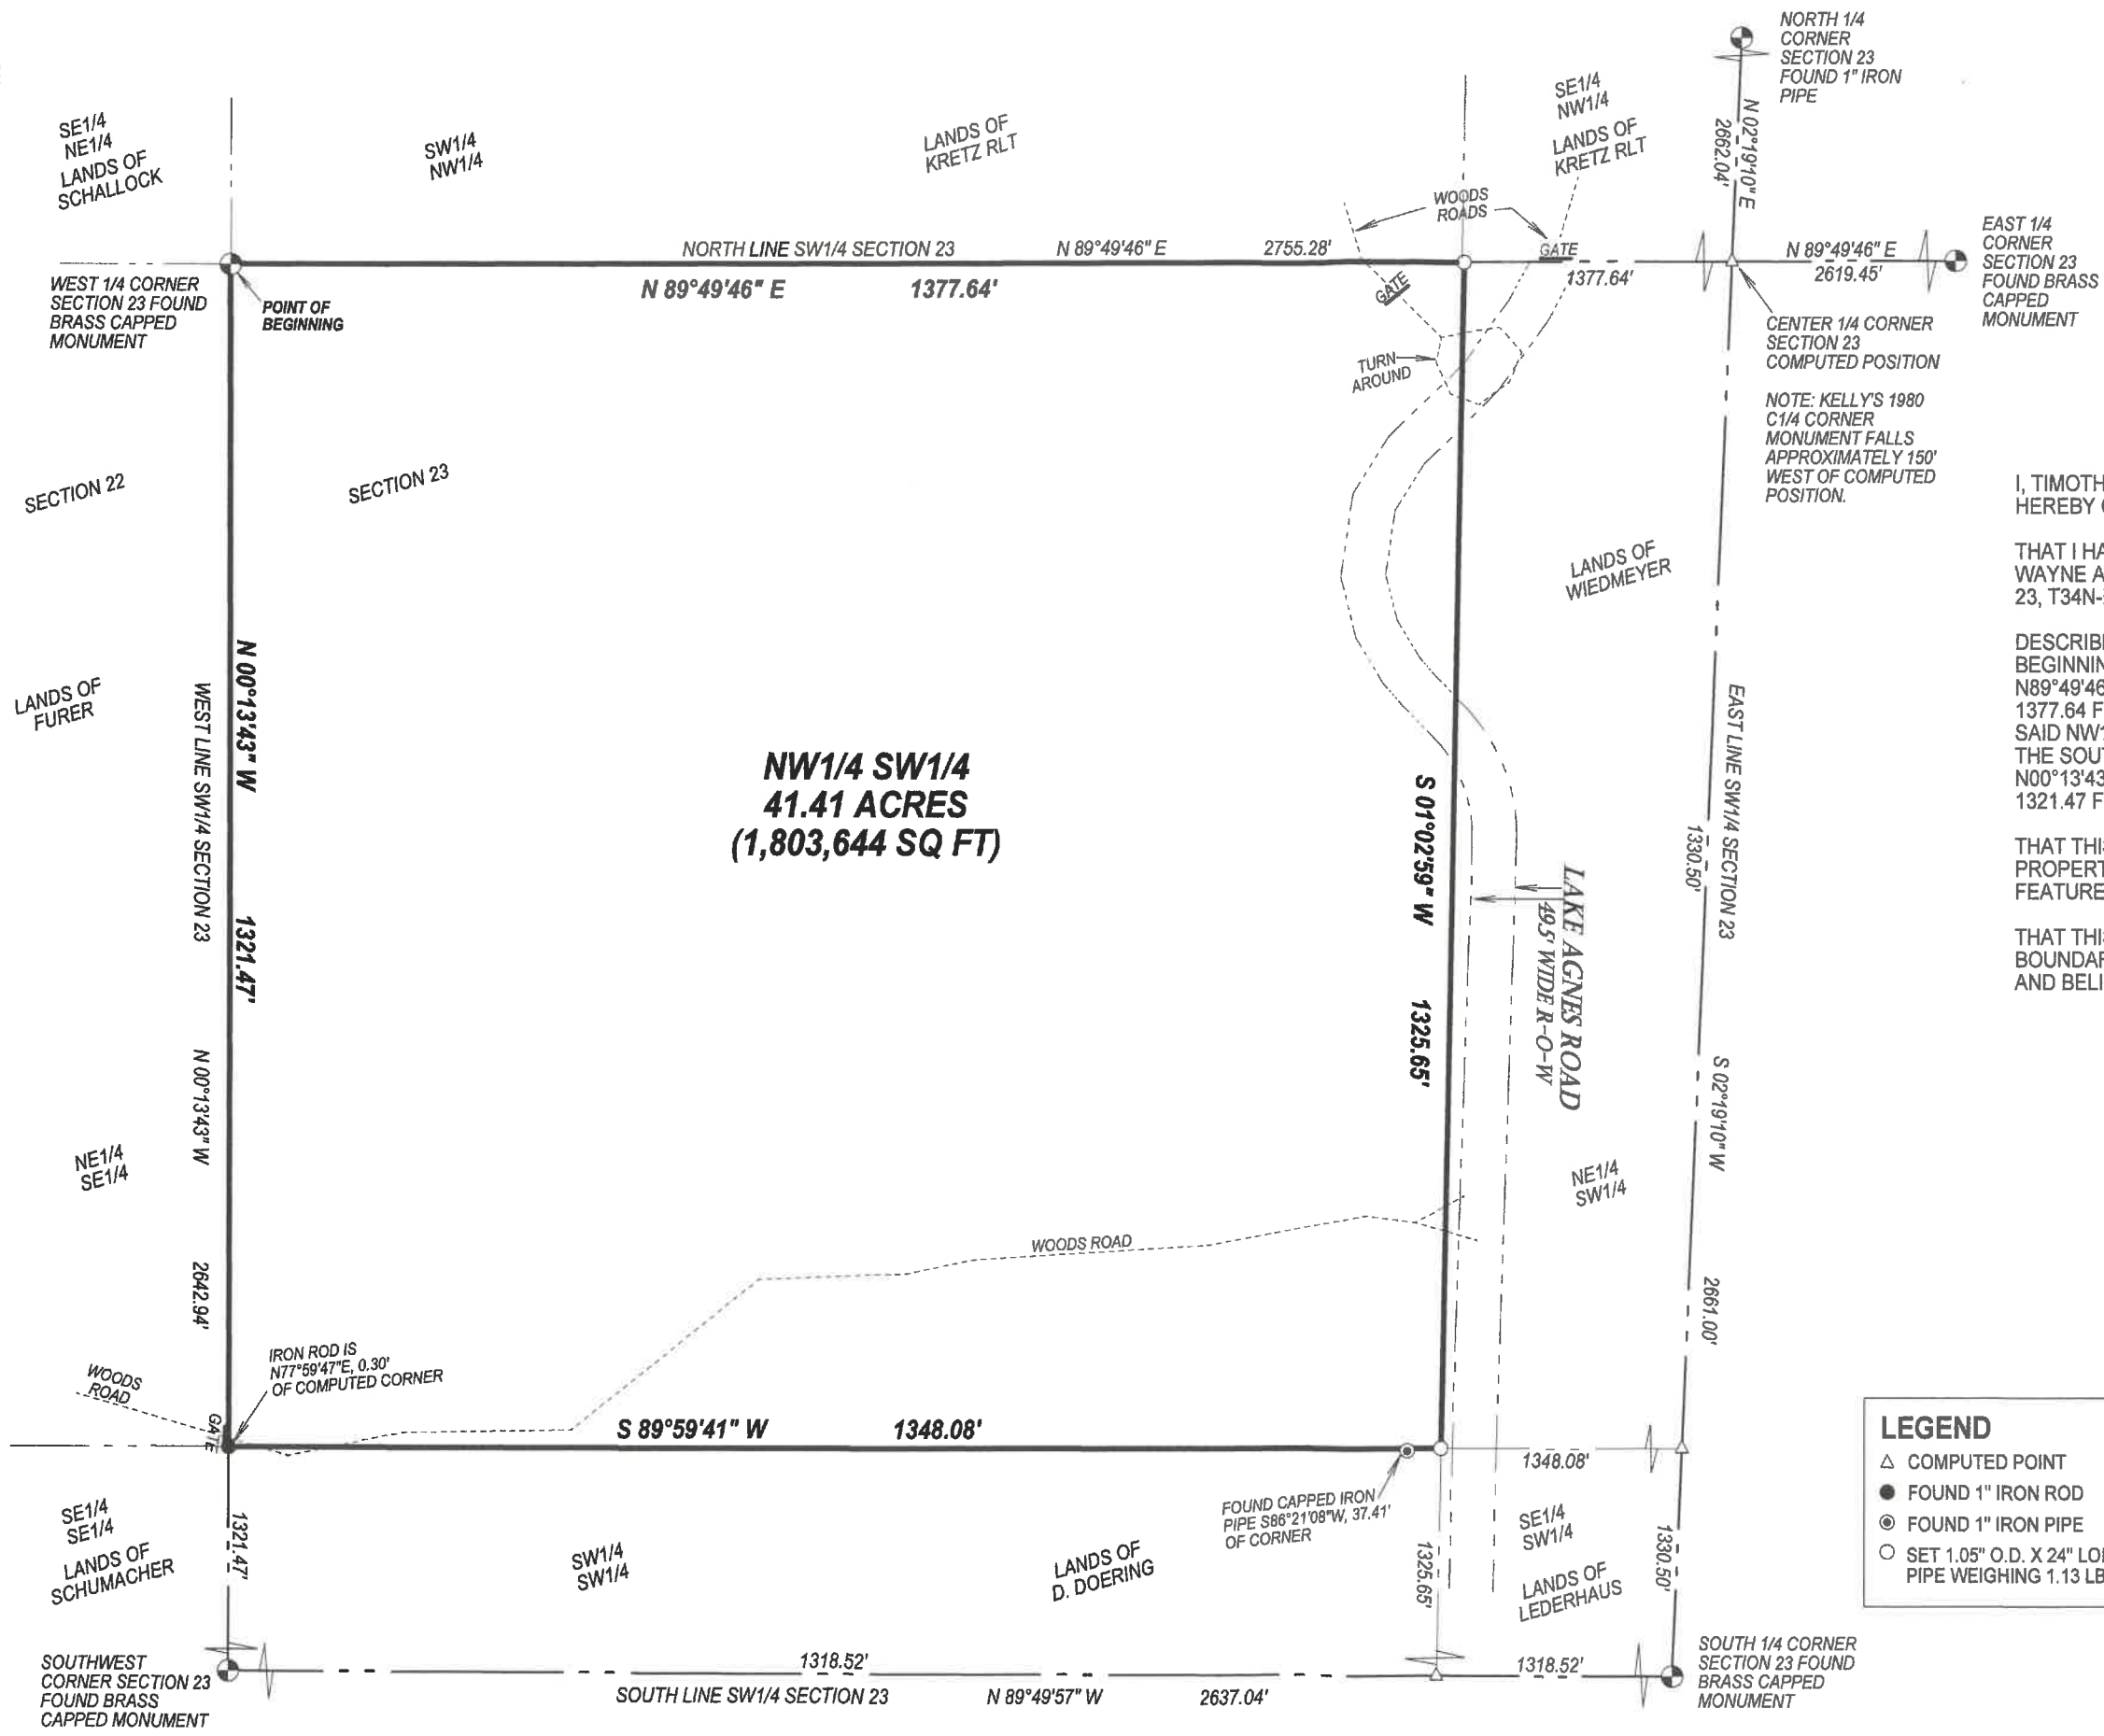 NORTH 1/4
CORNER
SECTION 23
FOUND 1" IRON
PIPE
SE1/4
NE1/4
LANDS OF
SCHALLOCK
SW1/4
NW1/4
LANDS OF
KRETZ RLT
SE1/4
NW1/4
LANDS OF
KRETZ RLT
N 02°19'10" E
2662.04'
WOODS
ROADS
NORTH LINE SW1/4 SECTION 23 N 89°49'46" E 2755.28'
GATE
1377.64'
N 89°49'46" E
2619.45'
EAST 1/4
CORNER
SECTION 23
FOUND BRASS
CAPPED
MONUMENT
WEST 1/4 CORNER
SECTION 23 FOUND
BRASS CAPPED
MONUMENT
POINT OF
BEGINNING
N 89°49'46" E 1377.64'
GATE
TURN
AROUND
CENTER 1/4 CORNER
SECTION 23
COMPUTED POSITION
NOTE: KELLY'S 1980
C1/4 CORNER
MONUMENT FALLS
APPROXIMATELY 150'
WEST OF COMPUTED
POSITION.
SECTION 22
SECTION 23
I, TIMOTH
HEREBY
THAT I HA
WAYNE A
23, T34N-
DESCRIB
BEGINNIN
N89°49'46
1377.64 F
SAID NW1
THE SOUT
N00°13'43
1321.47 F
THAT THI
PROPERT
FEATURE
THAT THI
BOUNDA
AND BELI
LANDS OF
WIEDMEYER
LANDS OF
FURER
N 00°13'43" W 1321.47'
WEST LINE SW1/4 SECTION 23 N 00°13'43" W 2642.94'
NW1/4 SW1/4
41.41 ACRES
(1,803,644 SQ FT)
S 01°02'59" W 1325.65'
LAKE AGNES ROAD
49.5' WIDE R-O-W
EAST LINE SW1/4 SECTION 23 S 02°19'10" W 2661.00'
1330.50'
NE1/4
SE1/4
NE1/4
SW1/4
WOODS ROAD
IRON ROD IS
N77°59'47"E, 0.30'
OF COMPUTED CORNER
WOODS
ROAD
GATE
S 89°59'41" W 1348.08'
1348.08'
FOUND CAPPED IRON
PIPE S86°21'08"W, 37.41'
OF CORNER
SE1/4
SE1/4
LANDS OF
SCHUMACHER
1321.47'
SW1/4
SW1/4
LANDS OF
D. DOERING
1325.65'
SE1/4
SW1/4
LANDS OF
LEDERHAUS
1330.50'
LEGEND
COMPUTED POINT
FOUND 1" IRON ROD
FOUND 1" IRON PIPE
SET 1.05" O.D. X 24"
PIPE WEIGHING 1.13
SOUTHWEST
CORNER SECTION 23
FOUND BRASS
CAPPED MONUMENT
1318.52'
SOUTH LINE SW1/4 SECTION 23 N 89°49'57" W 2637.04'
1318.52'
SOUTH 1/4 CORNER
SECTION 23 FOUND
BRASS CAPPED
MONUMENT